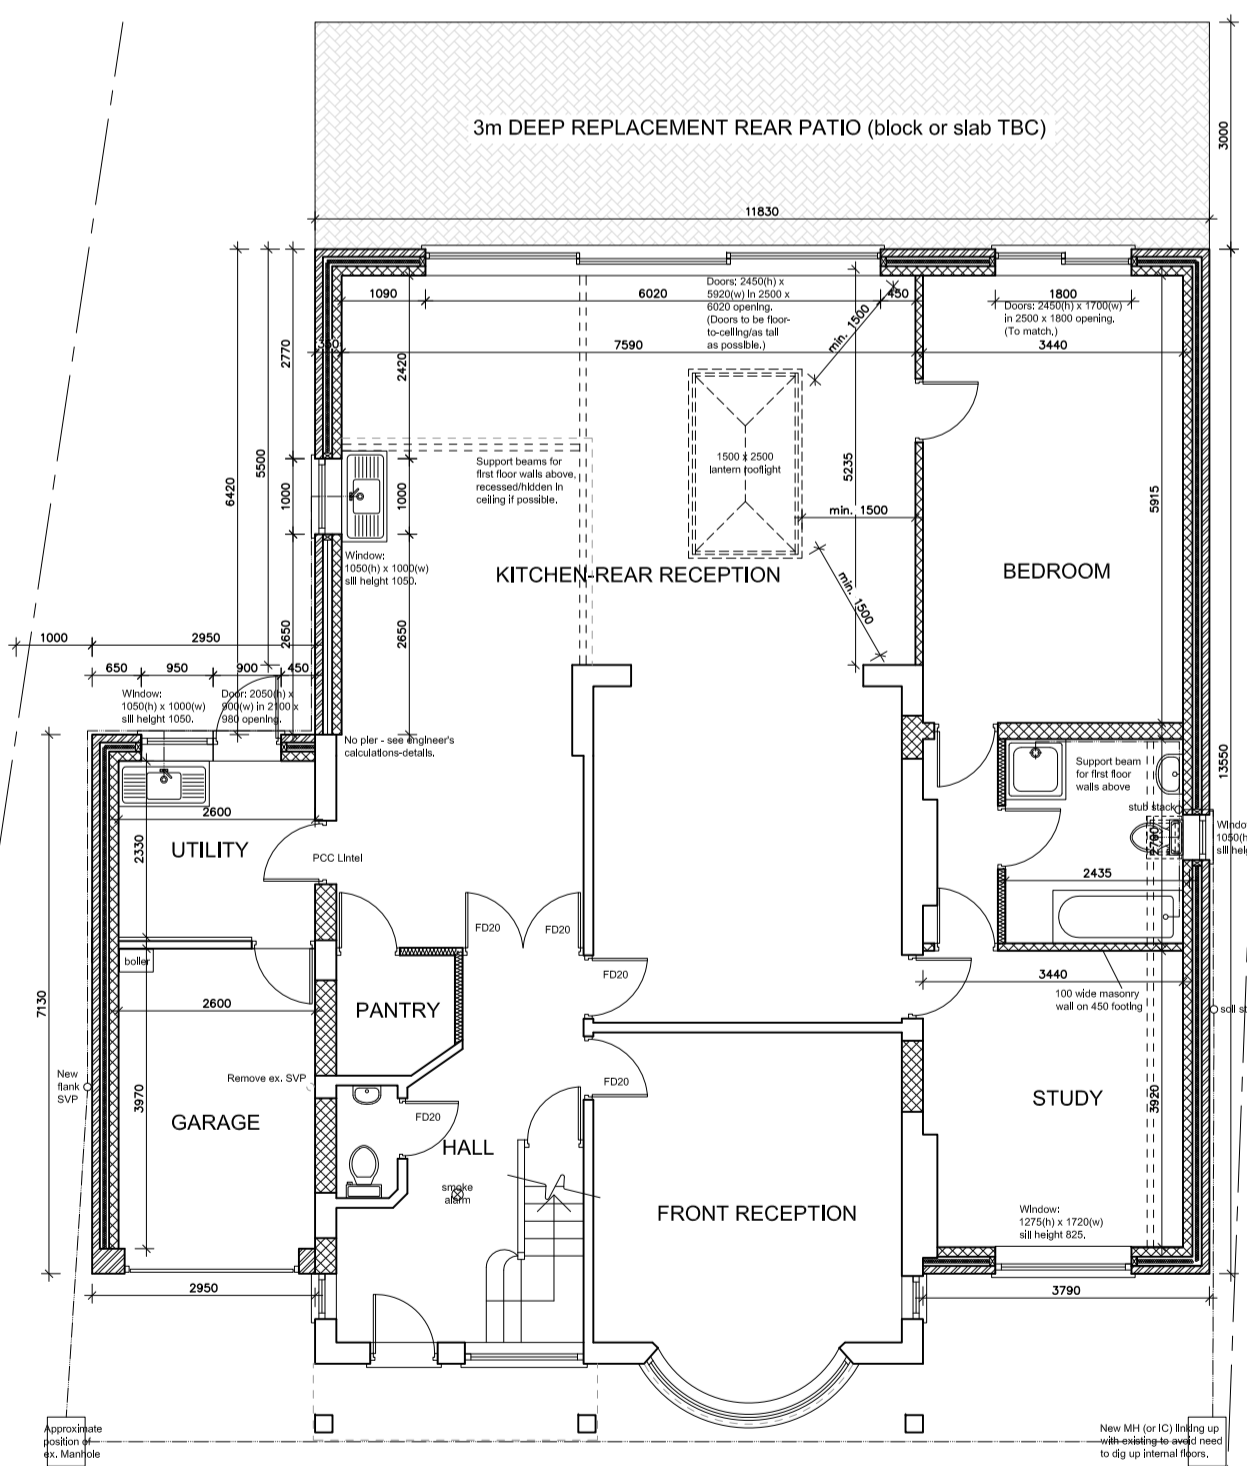 3m DEEP REPLACEMENT REAR PATIO (block or slab TBC)
3000
11830
1090
6020
450
1800
Doors: 2450(h) x
5920(w) in 2500 x
6020 opening.
(Doors to be floor-
to-ceiling/as tall
as possible.)
Doors: 2450(h) x 1700(w)
in 2500 x 1800 opening.
(To match.)
min. 1500
7590
3440
2770
2420
5500
6420
1000
1000
Support beams for
first floor walls above,
recessed/hidden in
ceiling if possible.
1500 x 2500
lantern rooflight
5235
5915
min. 1500
Window:
1050(h) x 1000(w)
sill height 1050.
KITCHEN-REAR RECEPTION
BEDROOM
min. 1500
1000
2950
2650
2650
650
950
900
450
Window:
1050(h) x 1000(w)
sill height 1050.
Door: 2050(h) x
900(w) in 2100 x
980 opening.
No pier - see engineer's
calculations-details.
Support beam
for first floor
walls above
13550
stub stack
2600
2330
UTILITY
PCC Lintel
2700
2435
1050(h
FD20
FD20
boiler
FD20
2600
3440
100 wide masonry
wall on 450 footing
PANTRY
7130
New
flank
SVP
Remove ex. SVP
FD20
3970
3920
GARAGE
FD20
STUDY
HALL
smoke
alarm
FRONT RECEPTION
Window:
1275(h) x 1720(w)
sill height 825.
2950
3790
Approximate
position of
ex. Manhole
New MH (or IC) linking up
with existing to avoid need
to dig up internal floors.